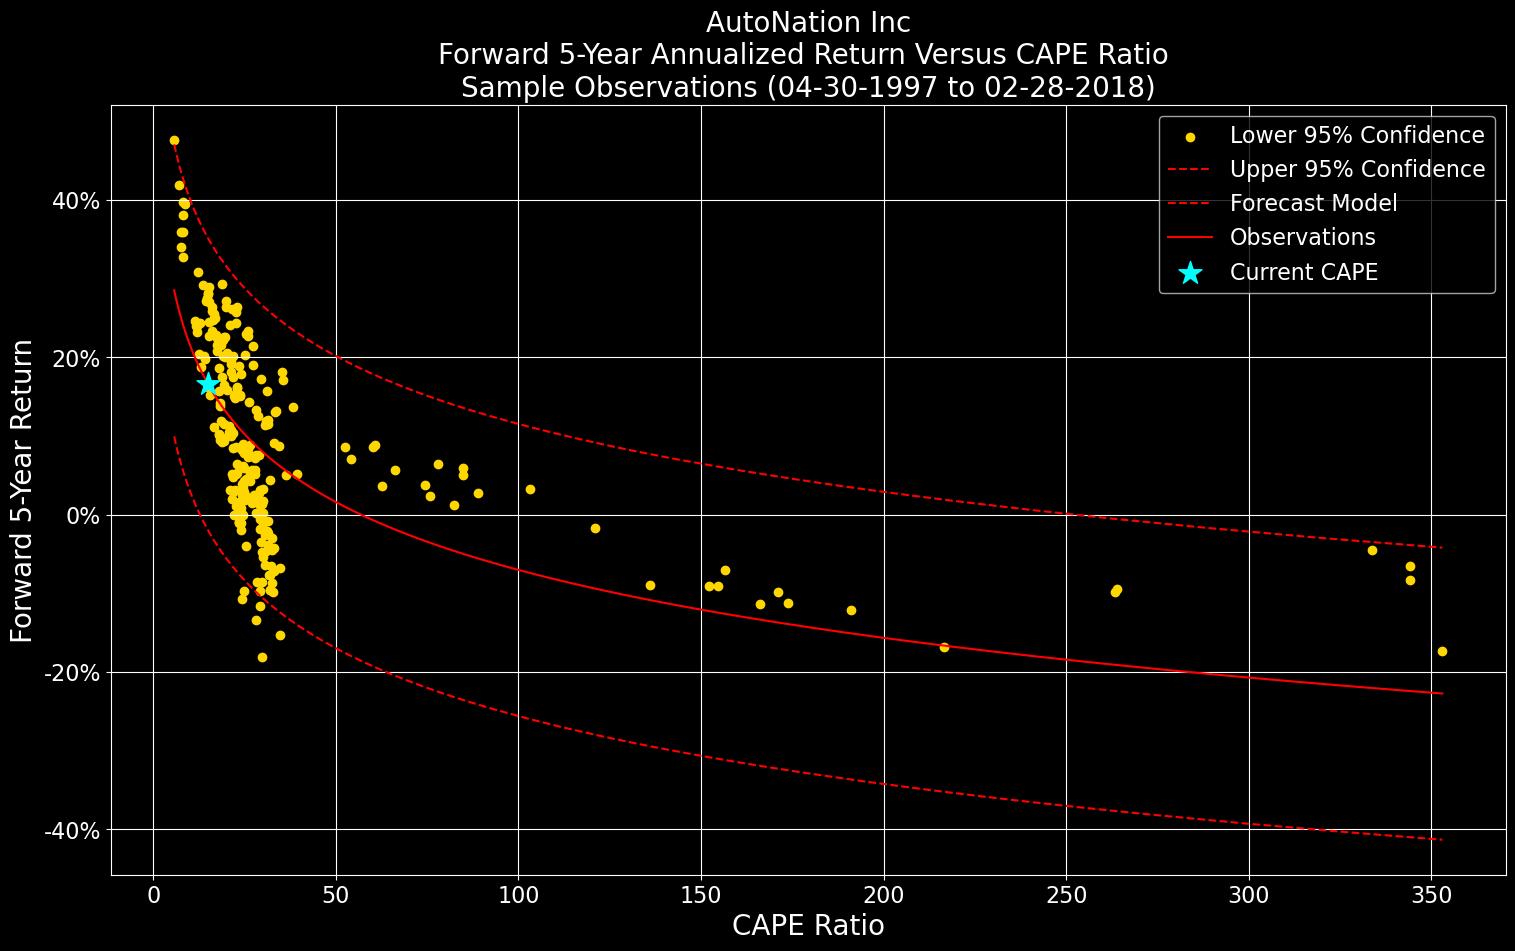 AutoNation Inc
Forward 5-Year Annualized Return Versus CAPE Ratio
Sample Observations (04-30-1997 to 02-28-2018)
Lower 95% Confidence
Upper 95% Confidence
Forecast Model
Observations
Current CAPE
Forward 5-Year Return
40%
20%
0%
-20%
-40%
0 50 100 150 200 250 300 350
CAPE Ratio